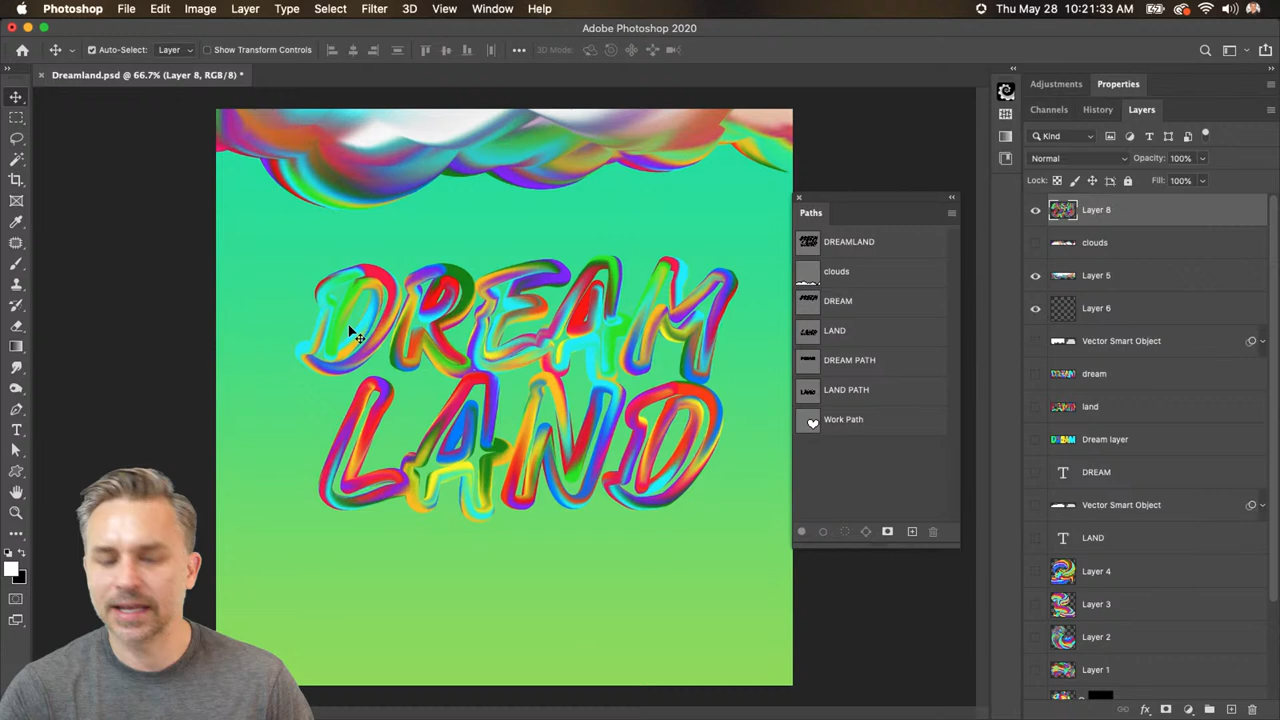 Photoshop File Edit Image Layer Type Select Filter 3D View Window Help Thu May 28 10:21:33 AM
Adobe Photoshop 2020
Auto-Select: Layer Show Transform Controls 3D Mode:
Dreamland.psd @ 66.7% (Layer 8, RGB/8) *
DREAM
LAND
Paths
DREAMLAND
clouds
DREAM
LAND
DREAM PATH
LAND PATH
Work Path
Adjustments Properties
Channels History Layers
Kind
Normal Opacity: 100%
Lock: Fill: 100%
Layer 8
clouds
Layer 5
Layer 6
Vector Smart Object
dream
land
Dream layer
DREAM
Vector Smart Object
LAND
Layer 4
Layer 3
Layer 2
Layer 1